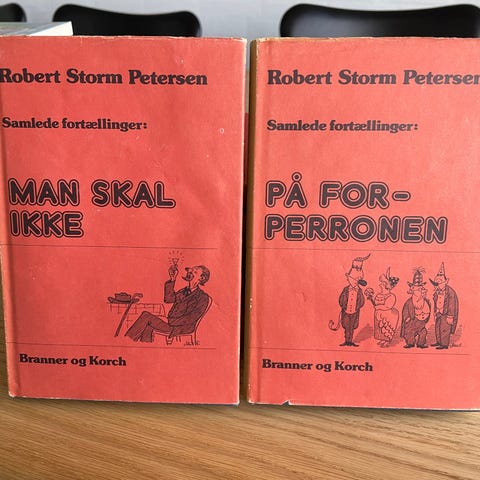 Robert Storm Petersen
Samlede fortællinger:
MAN SKAL
IKKE
Branner og Korch
Robert Storm Petersen
Samlede fortællinger:
PÅ FOR-
PERRONEN
Branner og Korch